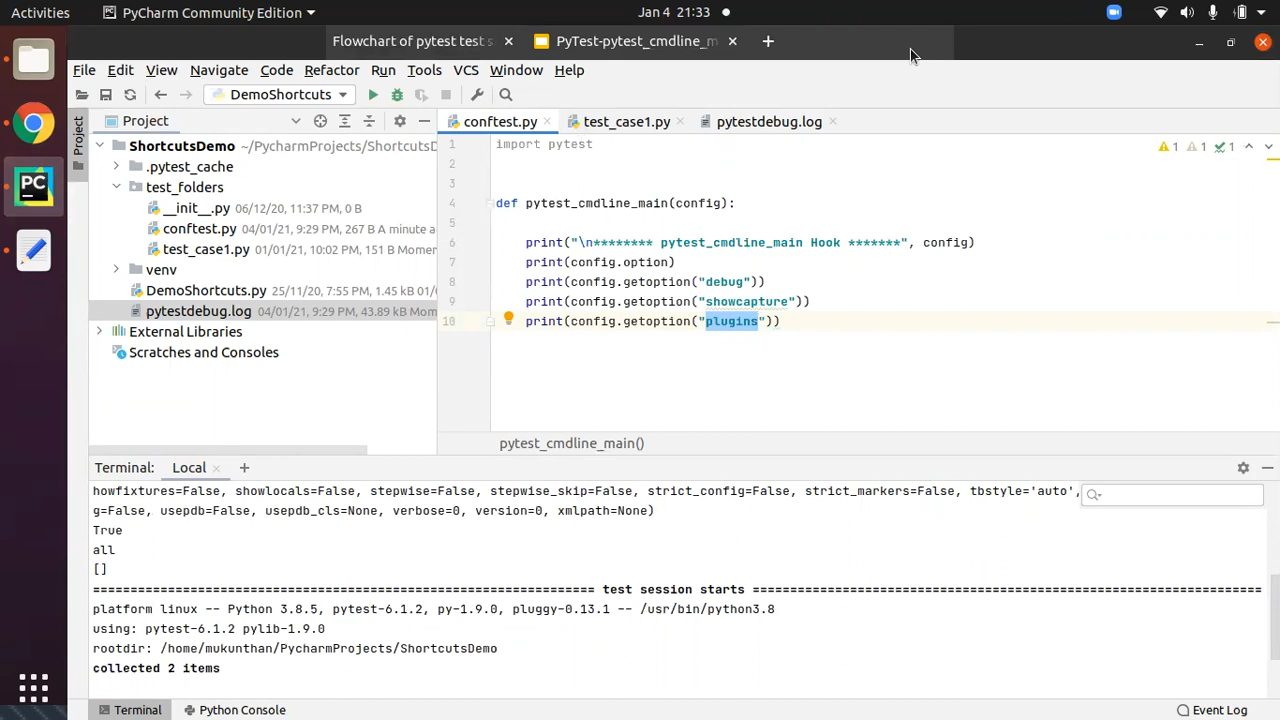 Activities
PyCharm Community Edition
Jan 4 21:33
Flowchart of pytest test s
PyTest-pytest_cmdline_m
File Edit View Navigate Code Refactor Run Tools VCS Window Help
DemoShortcuts
Project
Project
conftest.py
test_case1.py
pytestdebug.log
ShortcutsDemo ~/PycharmProjects/ShortcutsD
.pytest_cache
test_folders
__init__.py 06/12/20, 11:37 PM, 0 B
conftest.py 04/01/21, 9:29 PM, 267 B A minute a
test_case1.py 01/01/21, 10:02 PM, 151 B Momen
venv
DemoShortcuts.py 25/11/20, 7:55 PM, 1.45 kB 01/
pytestdebug.log 04/01/21, 9:29 PM, 43.89 kB Mom
External Libraries
Scratches and Consoles
1 import pytest
2
3
4 def pytest_cmdline_main(config):
5
6 print("\n******** pytest_cmdline_main Hook *******", config)
7 print(config.option)
8 print(config.getoption("debug"))
9 print(config.getoption("showcapture"))
10 print(config.getoption("plugins"))
1 1 1
pytest_cmdline_main()
Terminal: Local
howfixtures=False, showlocals=False, stepwise=False, stepwise_skip=False, strict_config=False, strict_markers=False, tbstyle='auto',
g=False, usepdb=False, usepdb_cls=None, verbose=0, version=0, xmlpath=None)
True
all
[]
==================================================================== test session starts ====================================================================
platform linux -- Python 3.8.5, pytest-6.1.2, py-1.9.0, pluggy-0.13.1 -- /usr/bin/python3.8
using: pytest-6.1.2 pylib-1.9.0
rootdir: /home/mukunthan/PycharmProjects/ShortcutsDemo
collected 2 items
Terminal
Python Console
Event Log